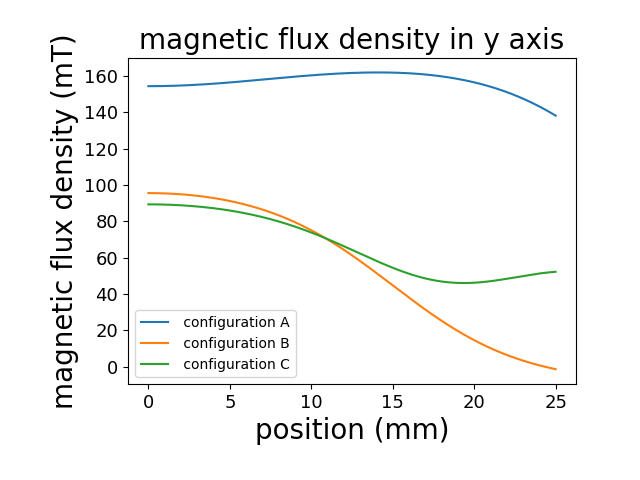 magnetic flux density in y axis
magnetic flux density (mT)
160
140
120
100
80
60
40
20
0
configuration A
configuration B
configuration C
0 5 10 15 20 25
position (mm)